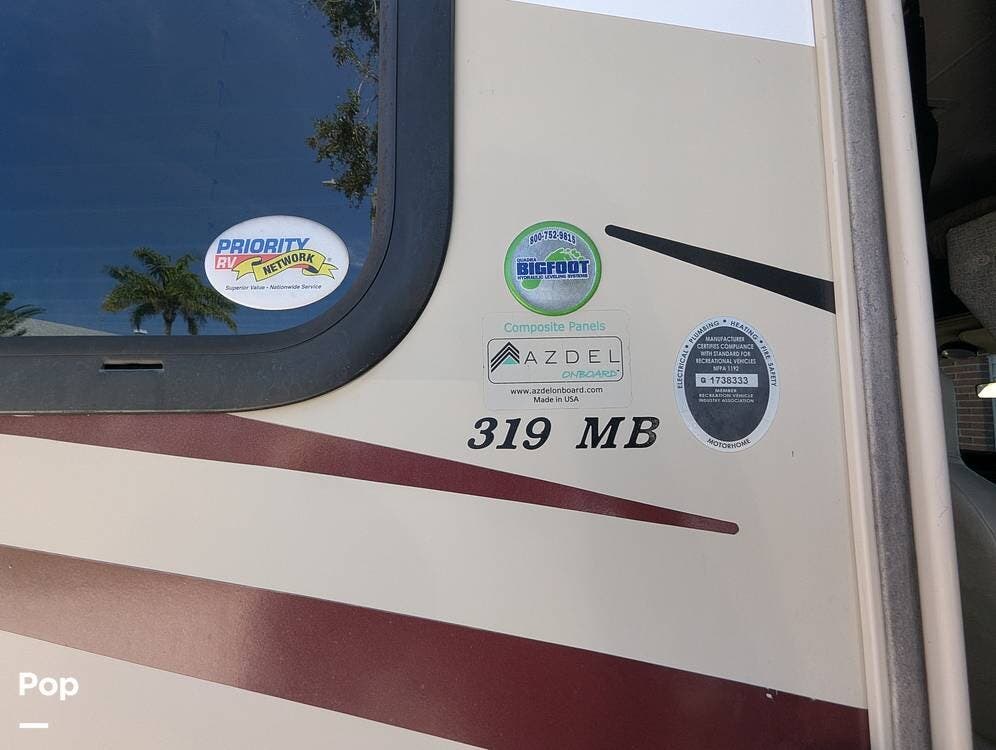 PRIORITY
RV NETWORK®
Superior Value - Nationwide Service
800-752-9815
QUADRA
BIGFOOT
HYDRAULIC LEVELING SYSTEMS
Composite Panels
AZDEL
ONBOARD™
www.azdelonboard.com
Made in USA
319 MB
ELECTRICAL • PLUMBING • HEATING • FIRE SAFETY
MANUFACTURER
CERTIFIES COMPLIANCE
WITH STANDARD FOR
RECREATIONAL VEHICLES
NFPA 1192
G 1738333
MEMBER
RECREATION VEHICLE
INDUSTRY ASSOCIATION
MOTORHOME
Pop